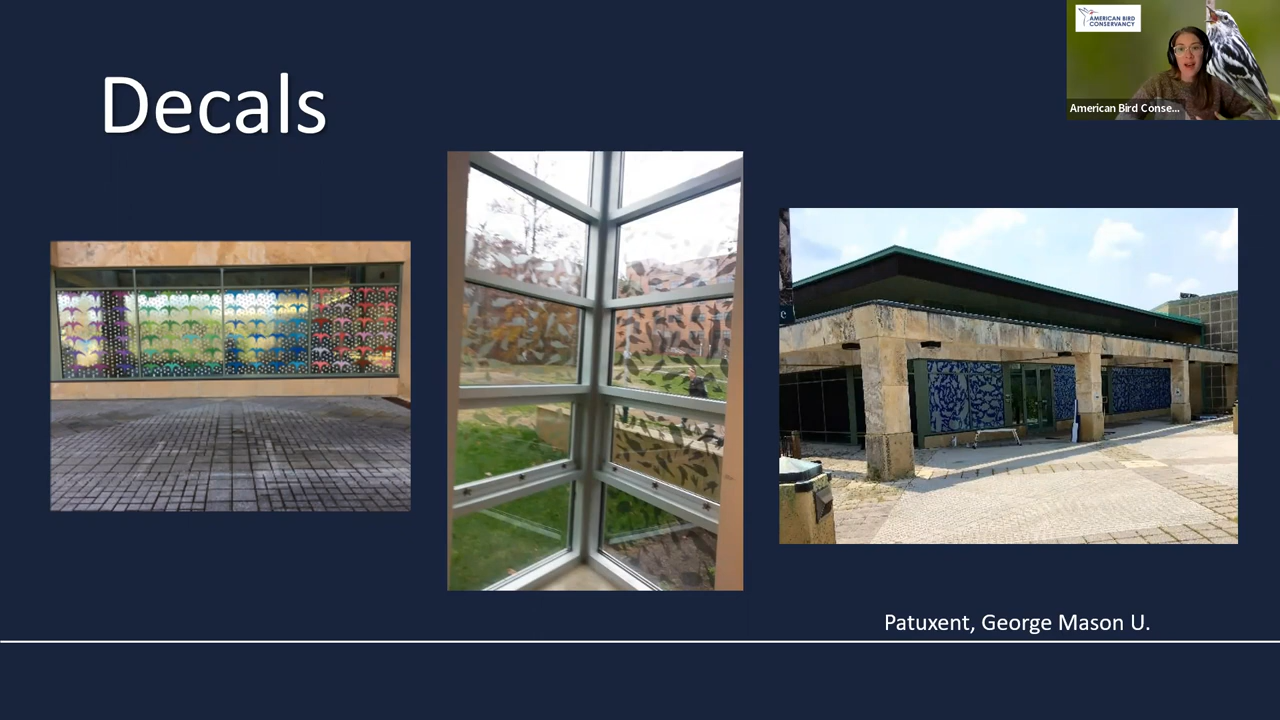 AMERICAN BIRD
CONSERVANCY
American Bird Conse...
Decals
Patuxent, George Mason U.